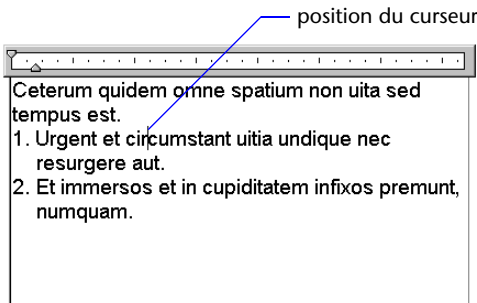 position du curseur
Ceterum quidem omne spatium non uita sed
tempus est.
1. Urgent et circumstant uitia undique nec
resurgere aut.
2. Et immersos et in cupiditatem infixos premunt,
numquam.